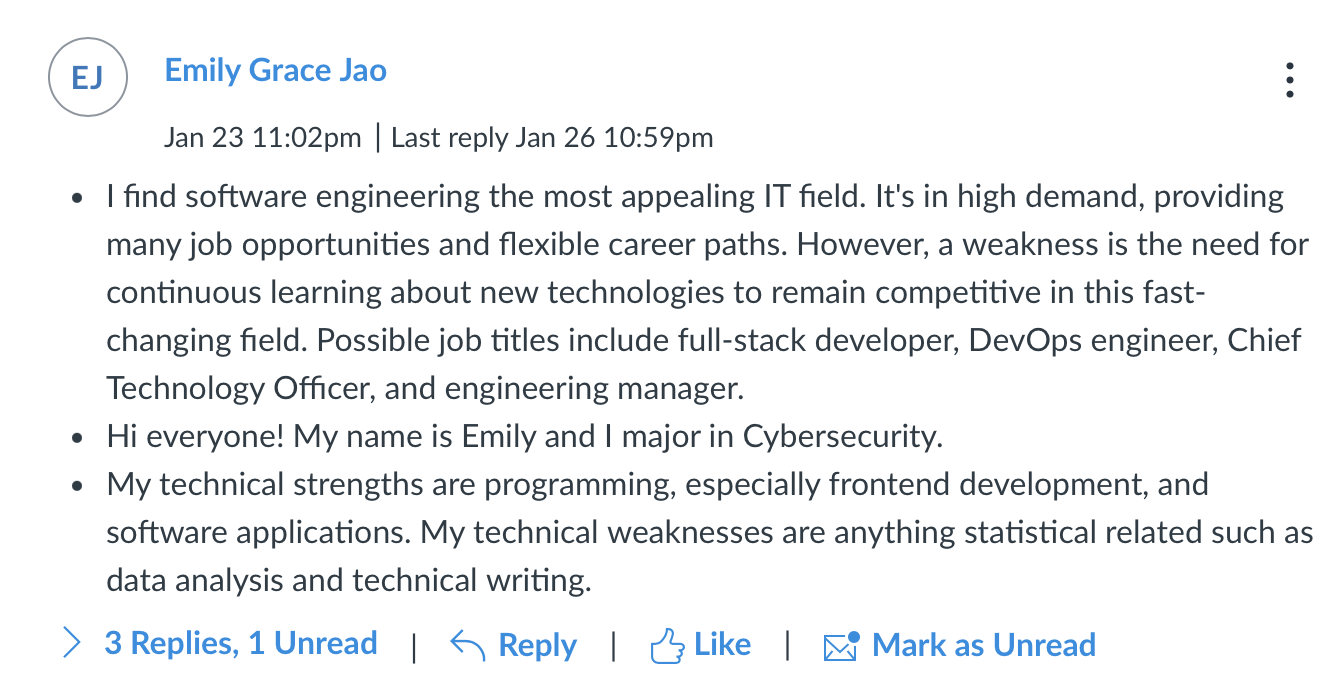 EJ
Emily Grace Jao
Jan 23 11:02pm | Last reply Jan 26 10:59pm
• I find software engineering the most appealing IT field. It's in high demand, providing
many job opportunities and flexible career paths. However, a weakness is the need for
continuous learning about new technologies to remain competitive in this fast-
changing field. Possible job titles include full-stack developer, DevOps engineer, Chief
Technology Officer, and engineering manager.
• Hi everyone! My name is Emily and I major in Cybersecurity.
• My technical strengths are programming, especially frontend development, and
software applications. My technical weaknesses are anything statistical related such as
data analysis and technical writing.
3 Replies, 1 Unread | Reply | Like | Mark as Unread